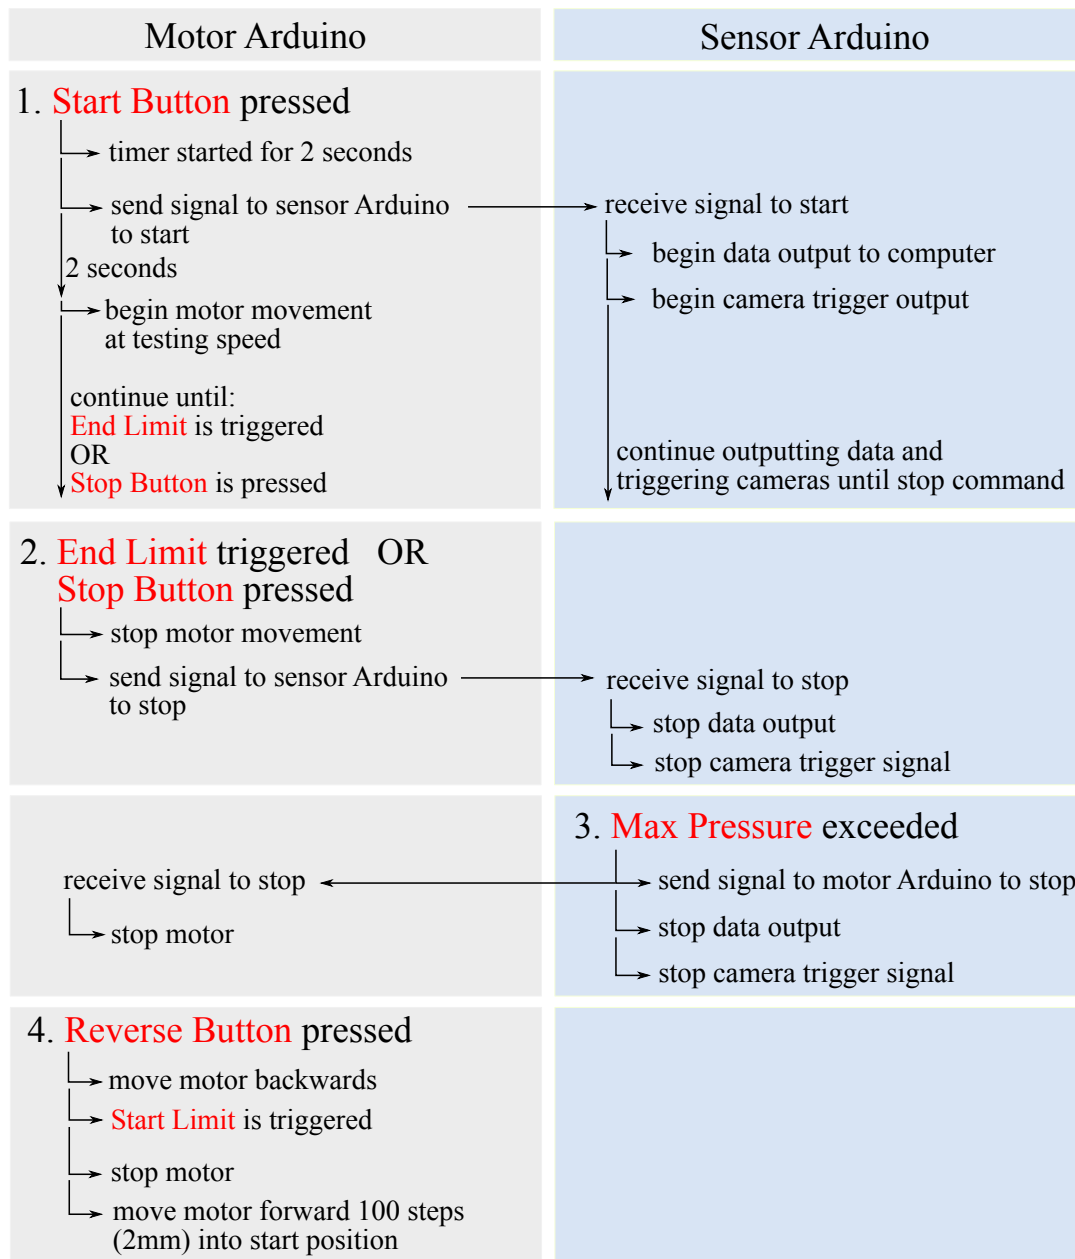 Motor Arduino
Sensor Arduino
1. Start Button pressed
timer started for 2 seconds
send signal to sensor Arduino
to start
2 seconds
begin motor movement
at testing speed
continue until:
End Limit is triggered
OR
Stop Button is pressed
receive signal to start
begin data output to computer
begin camera trigger output
continue outputting data and
triggering cameras until stop command
2. End Limit triggered OR
Stop Button pressed
stop motor movement
send signal to sensor Arduino
to stop
receive signal to stop
stop data output
stop camera trigger signal
3. Max Pressure exceeded
send signal to motor Arduino to stop
stop data output
stop camera trigger signal
receive signal to stop
stop motor
4. Reverse Button pressed
move motor backwards
Start Limit is triggered
stop motor
move motor forward 100 steps
(2mm) into start position